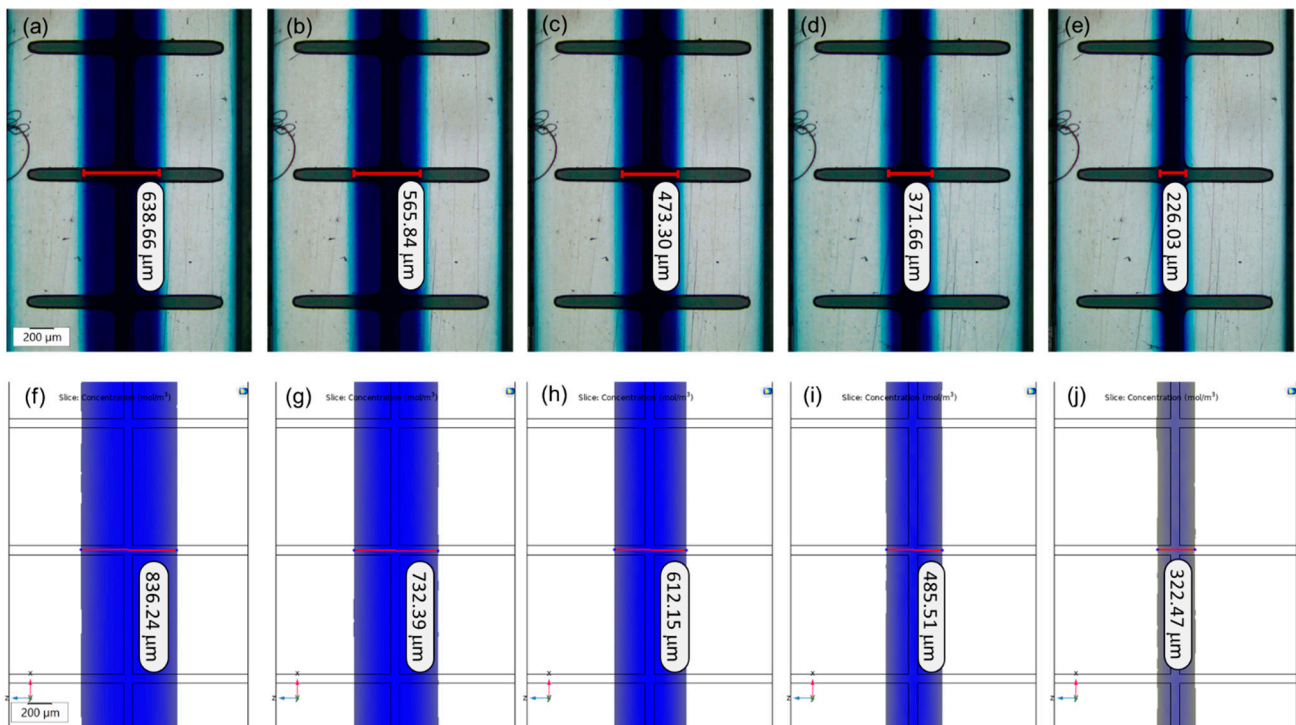 (a)
638.66 µm
200 µm
(b)
565.84 µm
(c)
473.30 µm
(d)
371.66 µm
(e)
226.03 µm
(f)
Slice: Concentration (mol/m³)
836.24 µm
x
z
y
200 µm
(g)
Slice: Concentration (mol/m³)
732.39 µm
x
z
y
(h)
Slice: Concentration (mol/m³)
612.15 µm
x
z
y
(i)
Slice: Concentration (mol/m³)
485.51 µm
x
z
y
(j)
Slice: Concentration (mol/m³)
322.47 µm
x
z
y